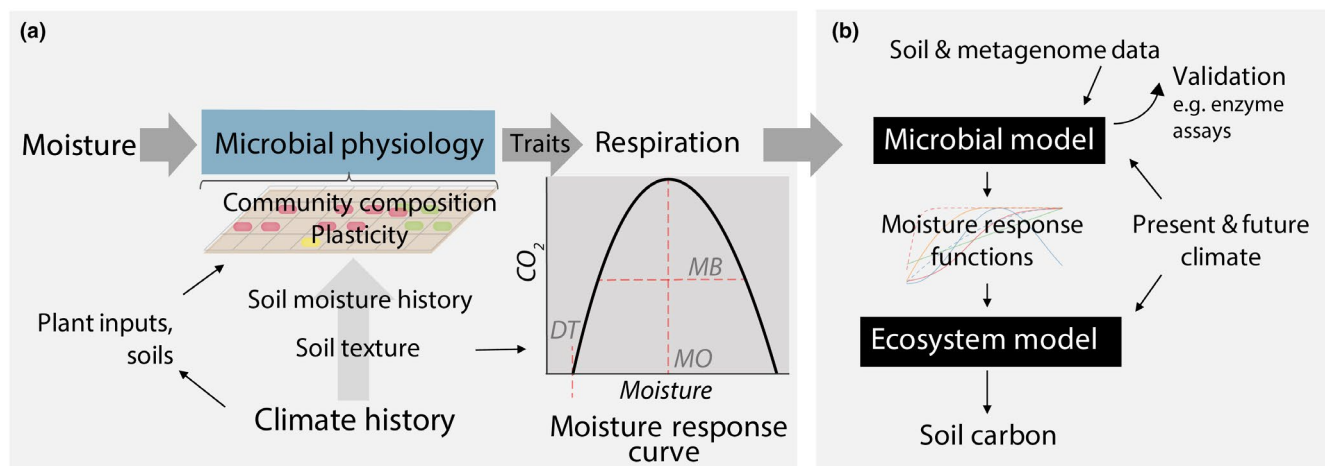 (a)
Moisture
Microbial physiology
Traits
Respiration
Community composition
Plasticity
Soil moisture history
Soil texture
Plant inputs,
soils
Climate history
CO2
MB
DT
MO
Moisture
Moisture response
curve
(b)
Soil & metagenome data
Validation
e.g. enzyme
assays
Microbial model
Moisture response
functions
Present & future
climate
Ecosystem model
Soil carbon